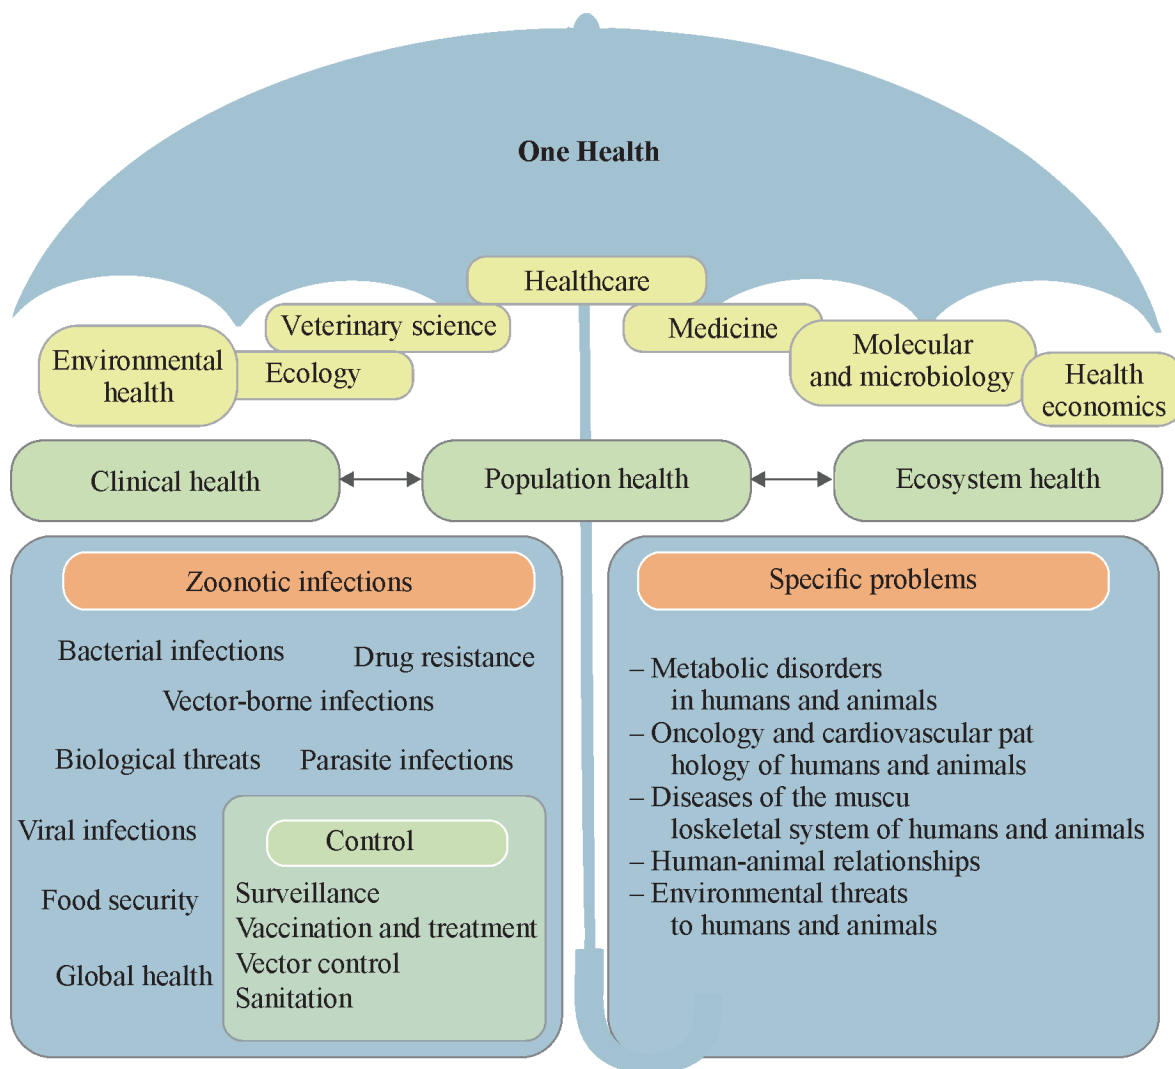 One Health
Healthcare
Veterinary science
Medicine
Environmental
health
Ecology
Molecular
and microbiology
Health
economics
Clinical health
Population health
Ecosystem health
Zoonotic infections
Bacterial infections
Drug resistance
Vector-borne infections
Biological threats
Parasite infections
Viral infections
Food security
Global health
Control
Surveillance
Vaccination and treatment
Vector control
Sanitation
Specific problems
– Metabolic disorders
in humans and animals
– Oncology and cardiovascular pat
hology of humans and animals
– Diseases of the muscu
loskeletal system of humans and animals
– Human-animal relationships
– Environmental threats
to humans and animals